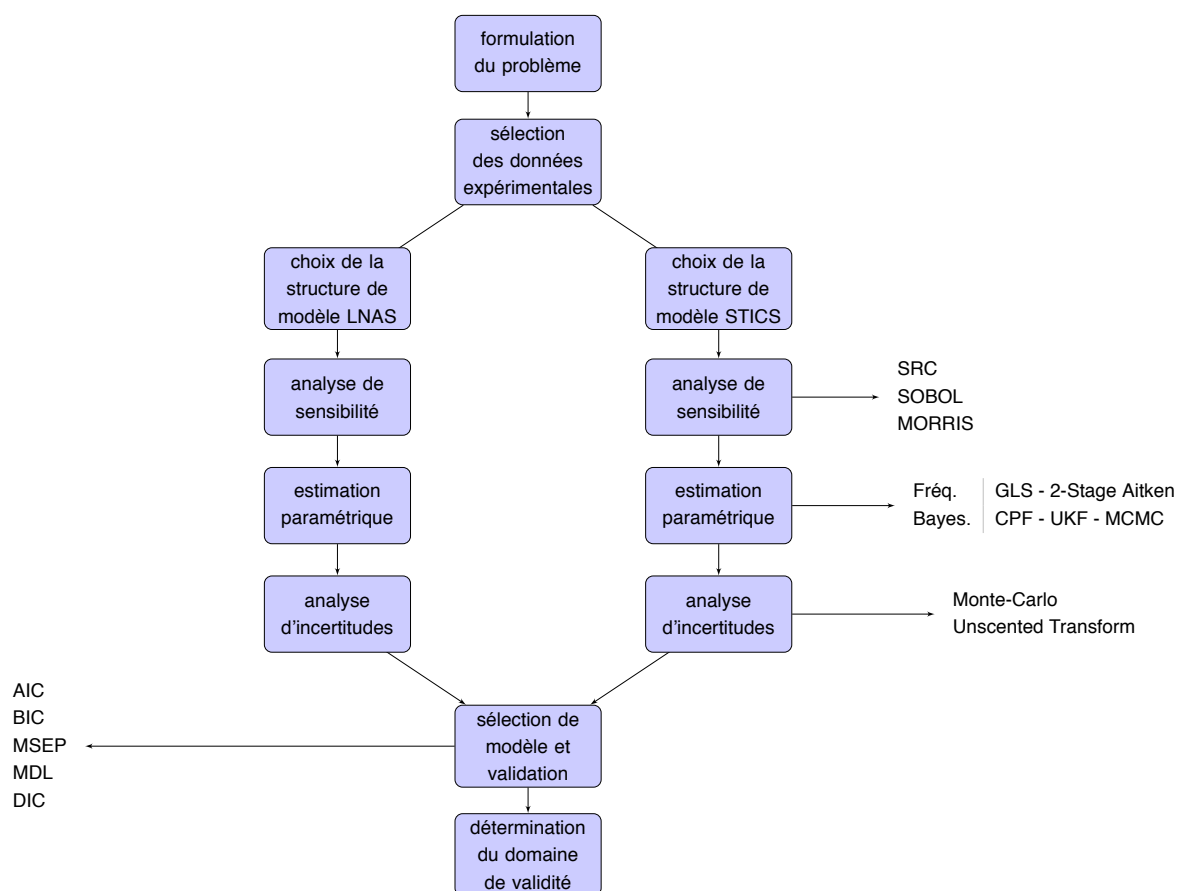 formulation
du problème
sélection
des données
expérimentales
choix de la
structure de
modèle LNAS
choix de la
structure de
modèle STICS
analyse de
sensibilité
analyse de
sensibilité
SRC
SOBOL
MORRIS
estimation
paramétrique
estimation
paramétrique
Fréq. GLS - 2-Stage Aitken
Bayes. CPF - UKF - MCMC
analyse
d'incertitudes
analyse
d'incertitudes
Monte-Carlo
Unscented Transform
AIC
BIC
MSEP
MDL
DIC
sélection de
modèle et
validation
détermination
du domaine
de validité